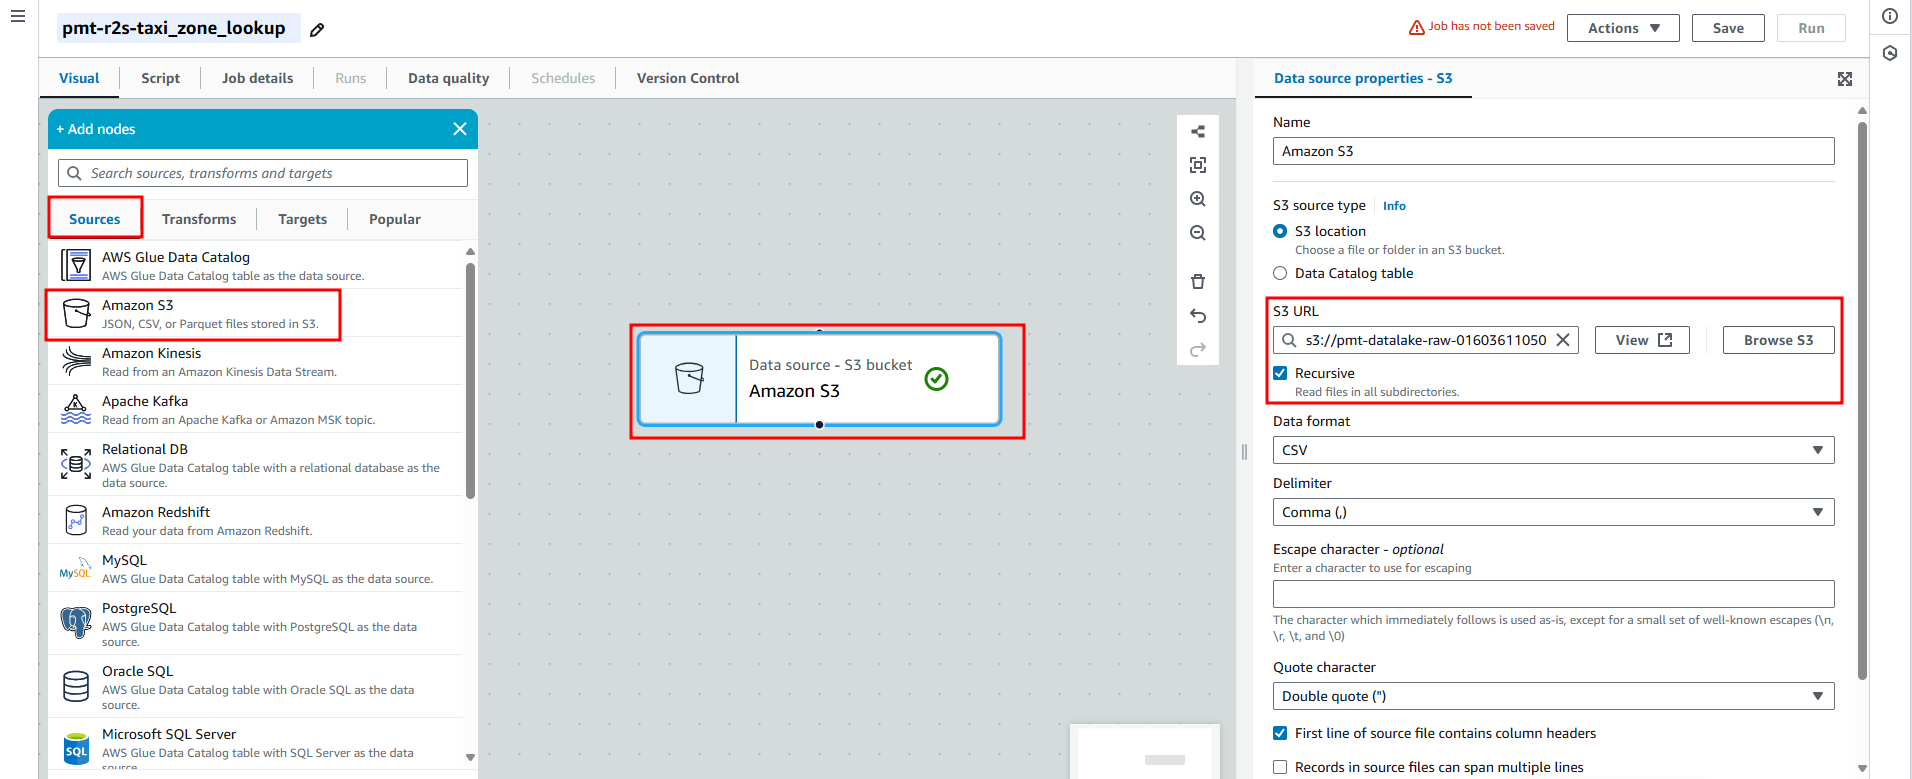 pmt-r2s-taxi_zone_lookup
Job has not been saved
Actions
Save
Run
Visual
Script
Job details
Runs
Data quality
Schedules
Version Control
+ Add nodes
Search sources, transforms and targets
Sources
Transforms
Targets
Popular
AWS Glue Data Catalog
AWS Glue Data Catalog table as the data source.
Amazon S3
JSON, CSV, or Parquet files stored in S3.
Amazon Kinesis
Read from an Amazon Kinesis Data Stream.
Apache Kafka
Read from an Apache Kafka or Amazon MSK topic.
Relational DB
AWS Glue Data Catalog table with a relational database as the
data source.
Amazon Redshift
Read your data from Amazon Redshift.
MySQL
MySQL
AWS Glue Data Catalog table with MySQL as the data source.
PostgreSQL
AWS Glue Data Catalog table with PostgreSQL as the data
source.
Oracle SQL
AWS Glue Data Catalog table with Oracle SQL as the data
source.
SQL
Microsoft SQL Server
AWS Glue Data Catalog table with SQL Server as the data
source.
Data source - S3 bucket
Amazon S3
Data source properties - S3
Name
Amazon S3
S3 source type
Info
S3 location
Choose a file or folder in an S3 bucket.
Data Catalog table
S3 URL
s3://pmt-datalake-raw-01603611050
View
Browse S3
Recursive
Read files in all subdirectories.
Data format
CSV
Delimiter
Comma (,)
Escape character - optional
Enter a character to use for escaping
The character which immediately follows is used as-is, except for a small set of well-known escapes (\n,
\r, \t, and \0)
Quote character
Double quote (")
First line of source file contains column headers
Records in source files can span multiple lines